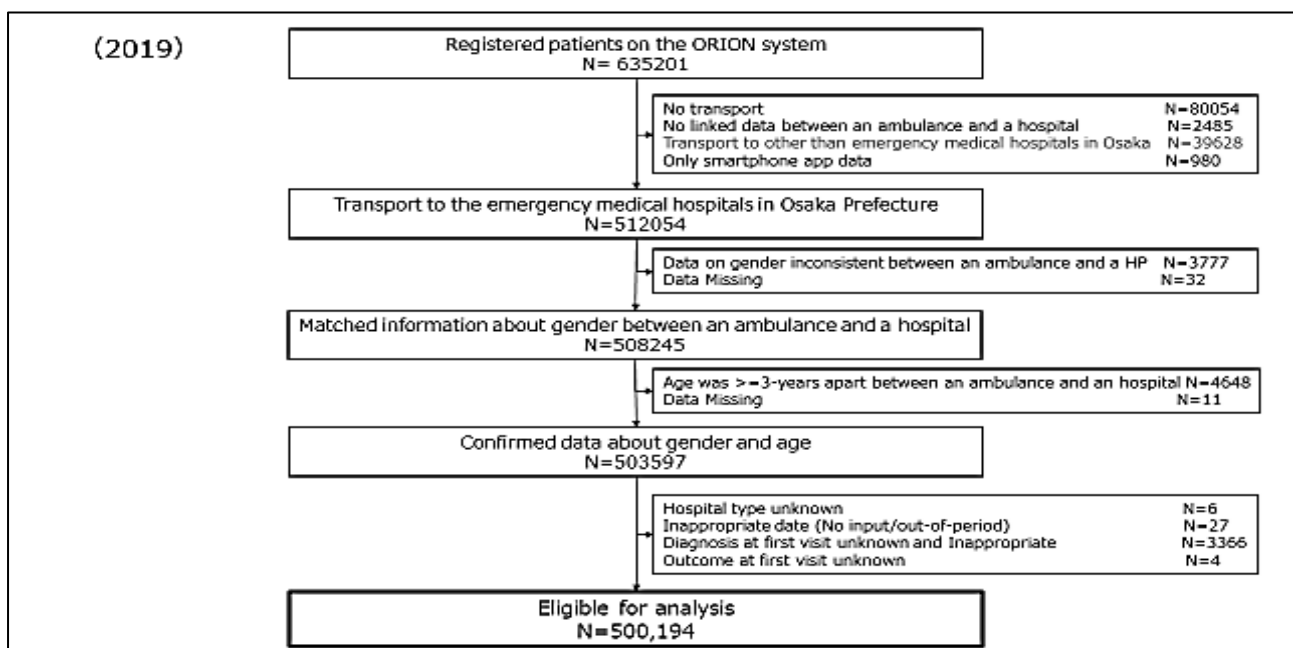 (2019)
Registered patients on the ORION system
N= 635201
No transport N=80054
No linked data between an ambulance and a hospital N=2485
Transport to other than emergency medical hospitals in Osaka N=39628
Only smartphone app data N=980
Transport to the emergency medical hospitals in Osaka Prefecture
N=512054
Data on gender inconsistent between an ambulance and a HP N=3777
Data Missing N=32
Matched information about gender between an ambulance and a hospital
N=508245
Age was >=3-years apart between an ambulance and an hospital N=4648
Data Missing N=11
Confirmed data about gender and age
N=503597
Hospital type unknown N=6
Inappropriate date (No input/out-of-period) N=27
Diagnosis at first visit unknown and Inappropriate N=3366
Outcome at first visit unknown N=4
Eligible for analysis
N=500,194